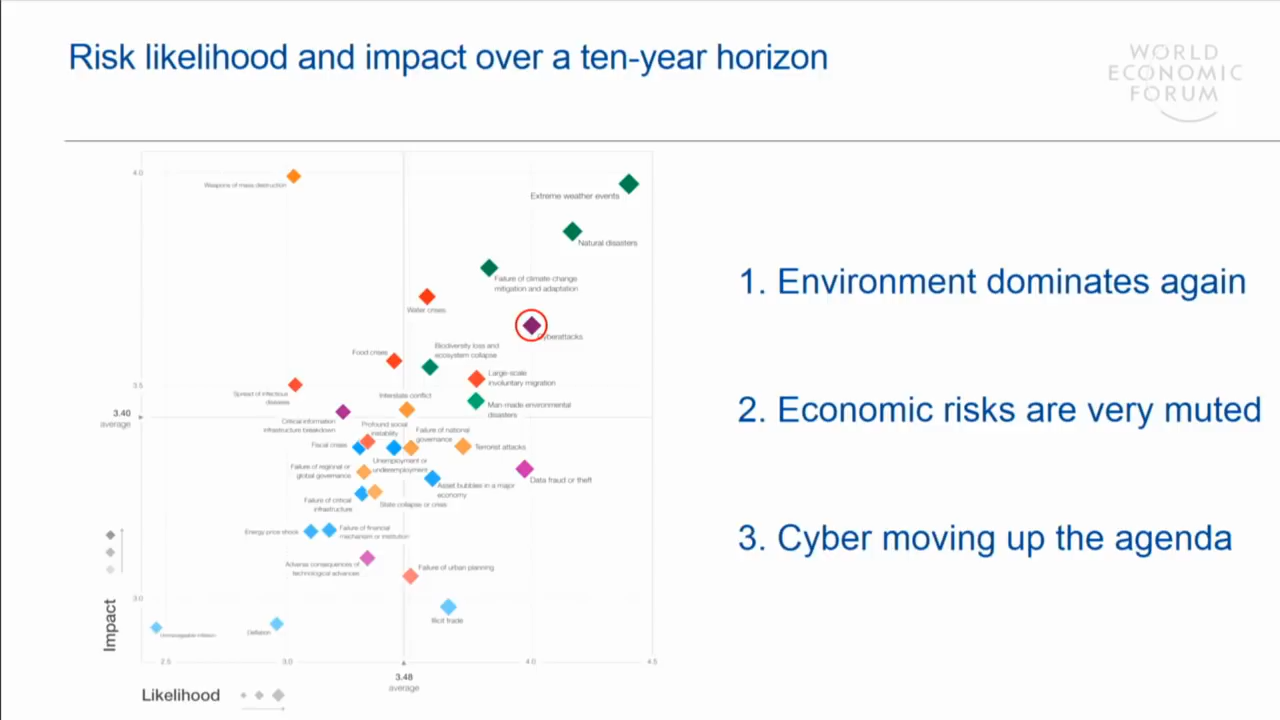 Risk likelihood and impact over a ten-year horizon
WORLD
ECONOMIC
FORUM
4.0
Weapons of mass destruction
Extreme weather events
Natural disasters
Failure of climate change
mitigation and adaptation
Water crises
Cyberattacks
Food crises
Biodiversity loss and
ecosystem collapse
Large-scale
involuntary migration
3.5
Spread of infectious
diseases
Interstate conflict
Man-made environmental
disasters
3.40
average
Critical information
infrastructure breakdown
Profound social
instability
Failure of national
governance
Fiscal crises
Terrorist attacks
Unemployment or
underemployment
Failure of regional or
global governance
Data fraud or theft
Asset bubbles in a major
economy
Failure of critical
infrastructure
State collapse or crisis
Energy price shock
Failure of financial
mechanism or institution
Adverse consequences of
technological advances
Failure of urban planning
3.0
Illicit trade
Unmanageable inflation
Deflation
Impact
2.5
3.0
4.0
4.5
3.48
average
Likelihood
1. Environment dominates again
2. Economic risks are very muted
3. Cyber moving up the agenda